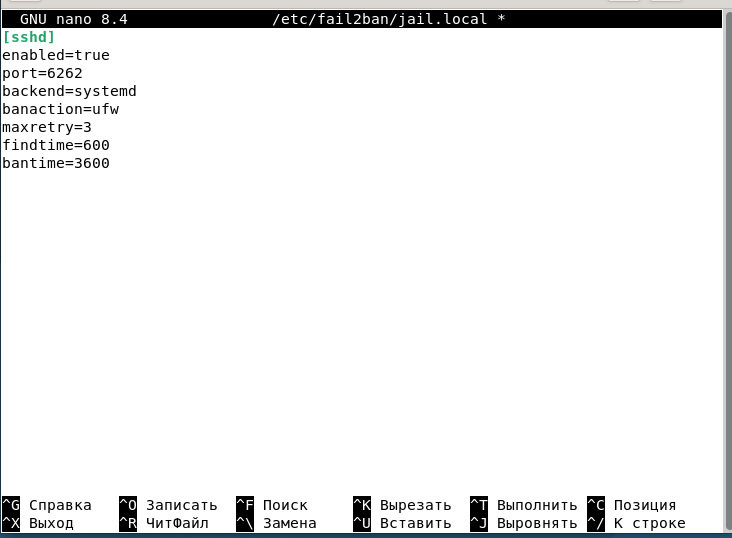 GNU nano 8.4 /etc/fail2ban/jail.local *
[sshd]
enabled=true
port=6262
backend=systemd
banaction=ufw
maxretry=3
findtime=600
bantime=3600
^G Справка ^O Записать ^F Поиск ^K Вырезать ^T Выполнить ^C Позиция
^X Выход ^R ЧитФайл ^\ Замена ^U Вставить ^J Выровнять ^/ К строке